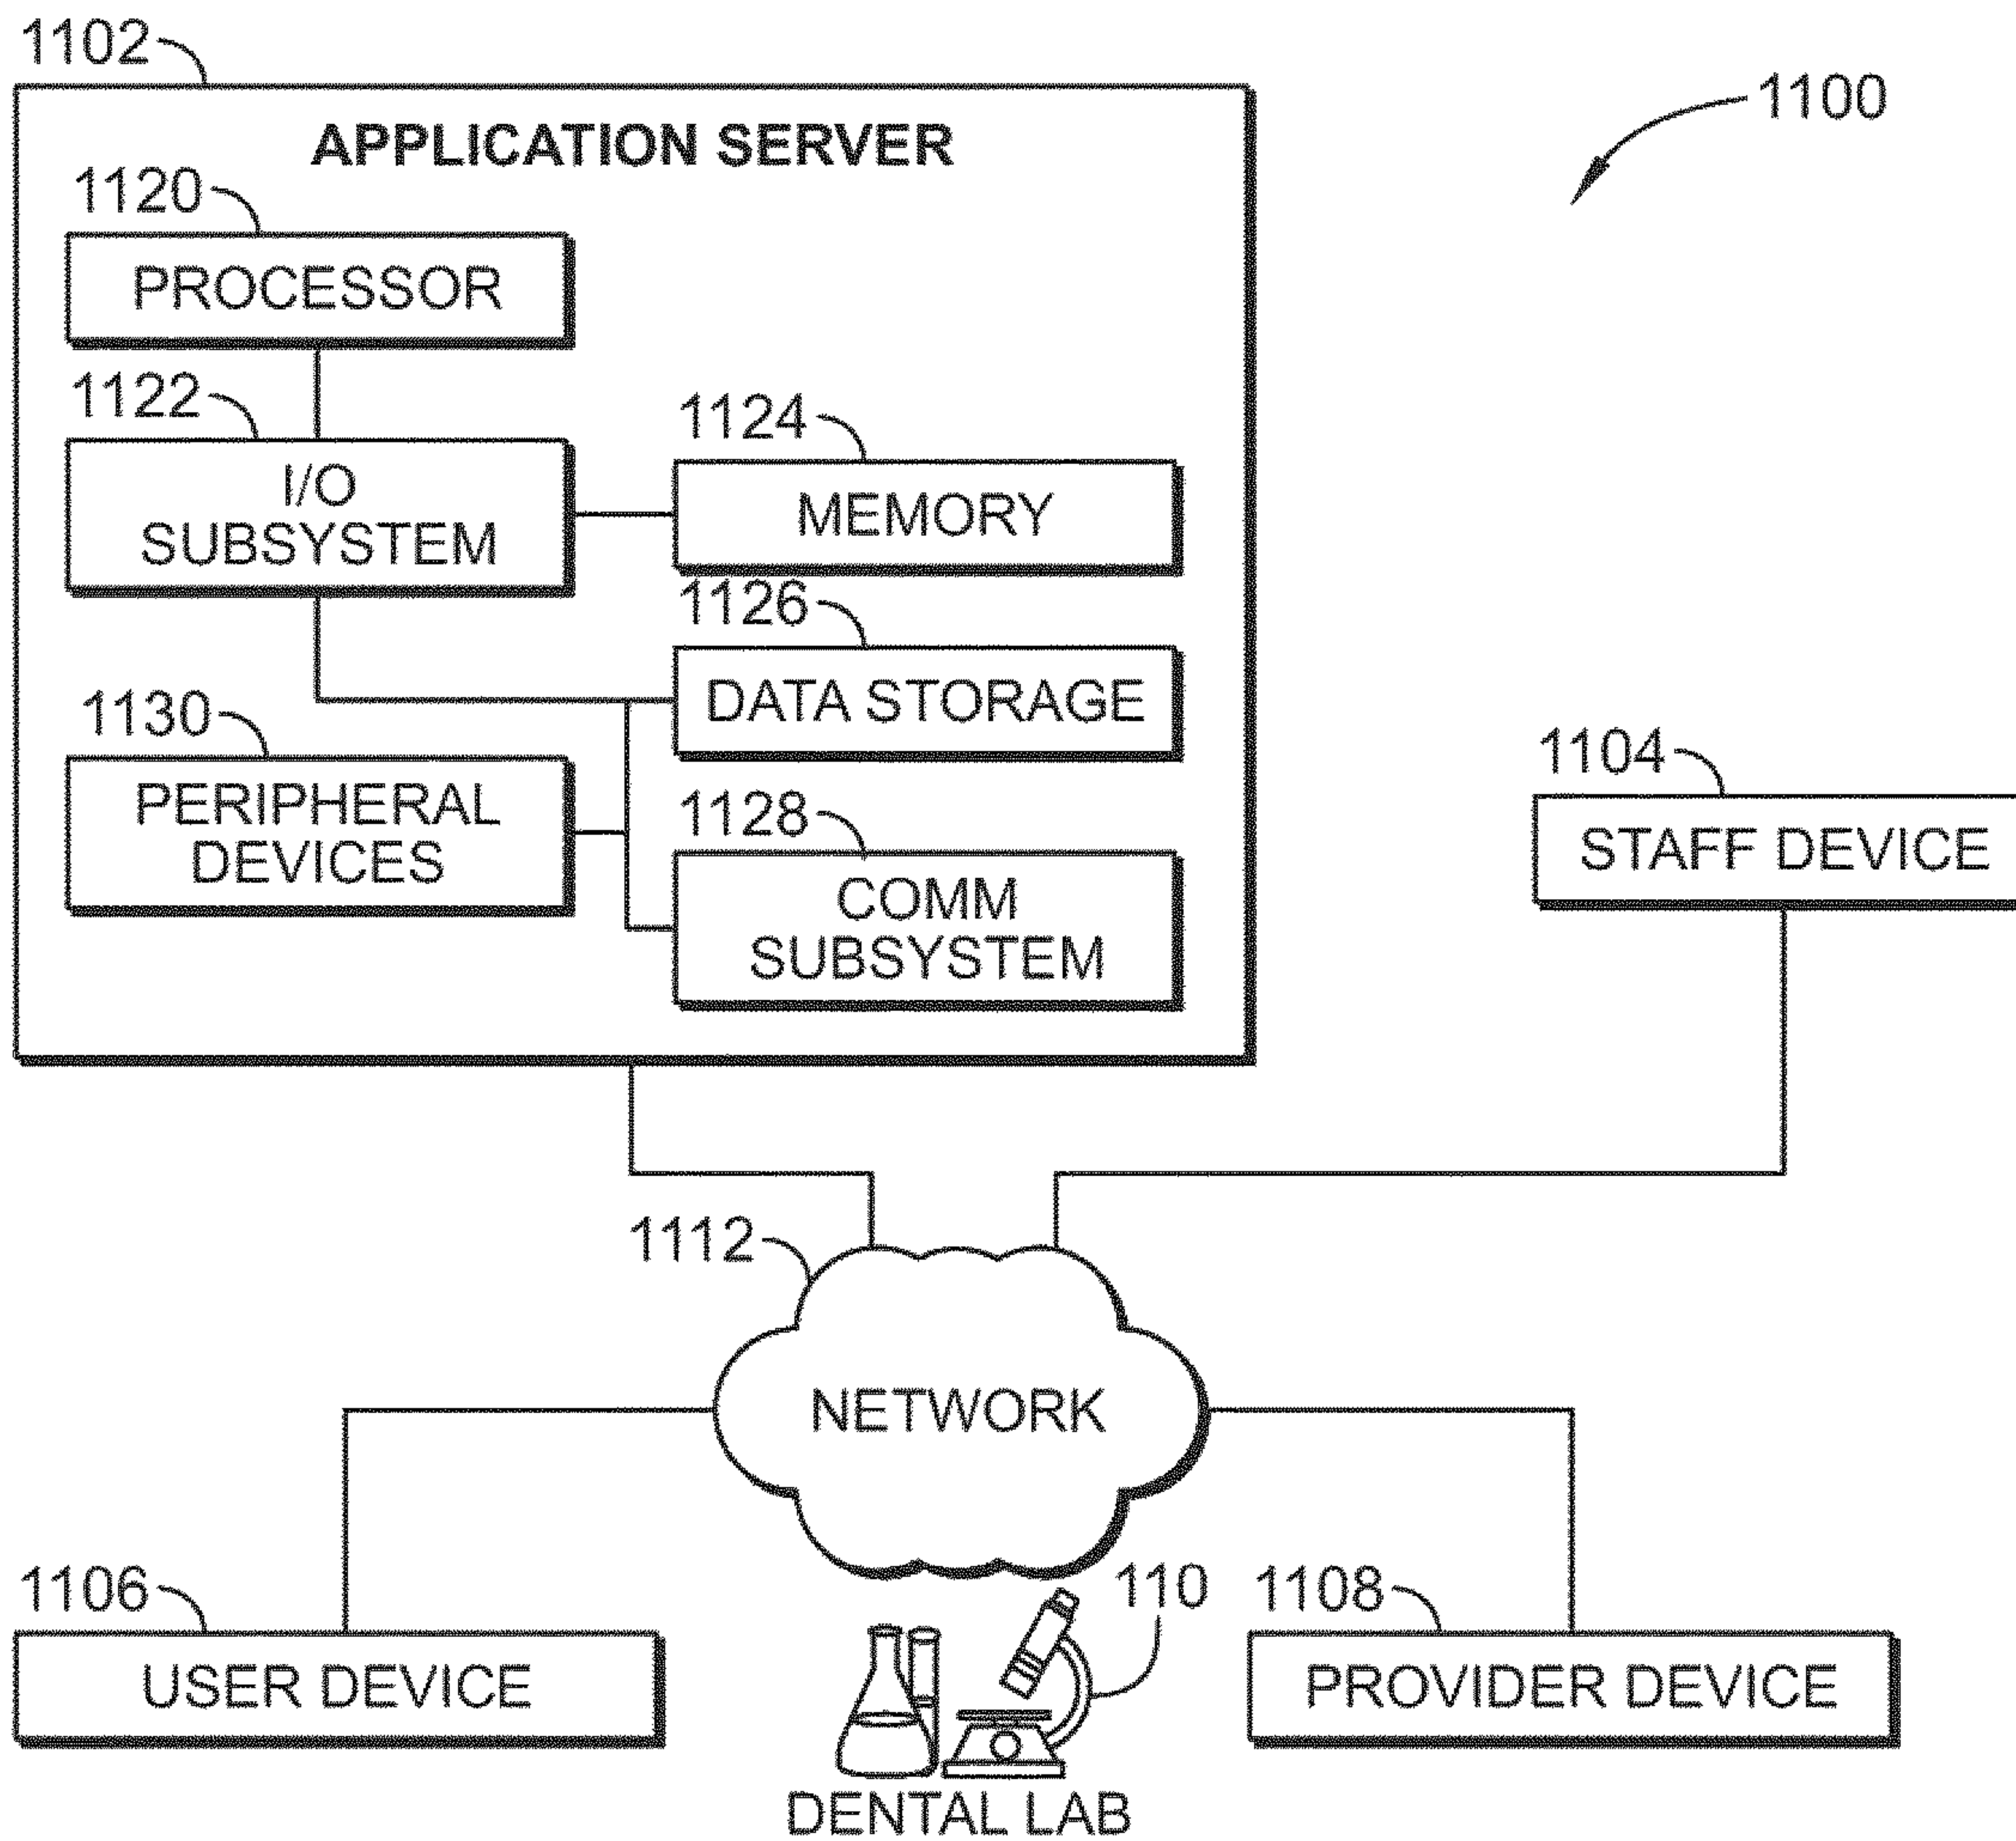 1102
1100
APPLICATION SERVER
1120
PROCESSOR
1122
I/O
SUBSYSTEM
1124
MEMORY
1126
DATA STORAGE
1130
PERIPHERAL
DEVICES
1128
COMM
SUBSYSTEM
1104
STAFF DEVICE
1112
NETWORK
1106
USER DEVICE
110
DENTAL LAB
1108
PROVIDER DEVICE